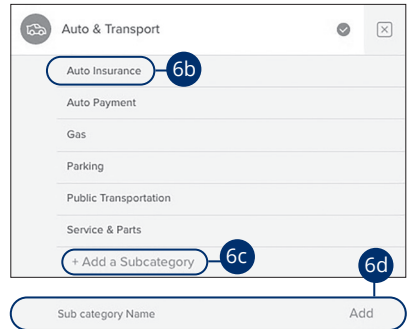 Auto & Transport
Auto Insurance 6b
Auto Payment
Gas
Parking
Public Transportation
Service & Parts
+ Add a Subcategory 6c
6d
Sub category Name Add